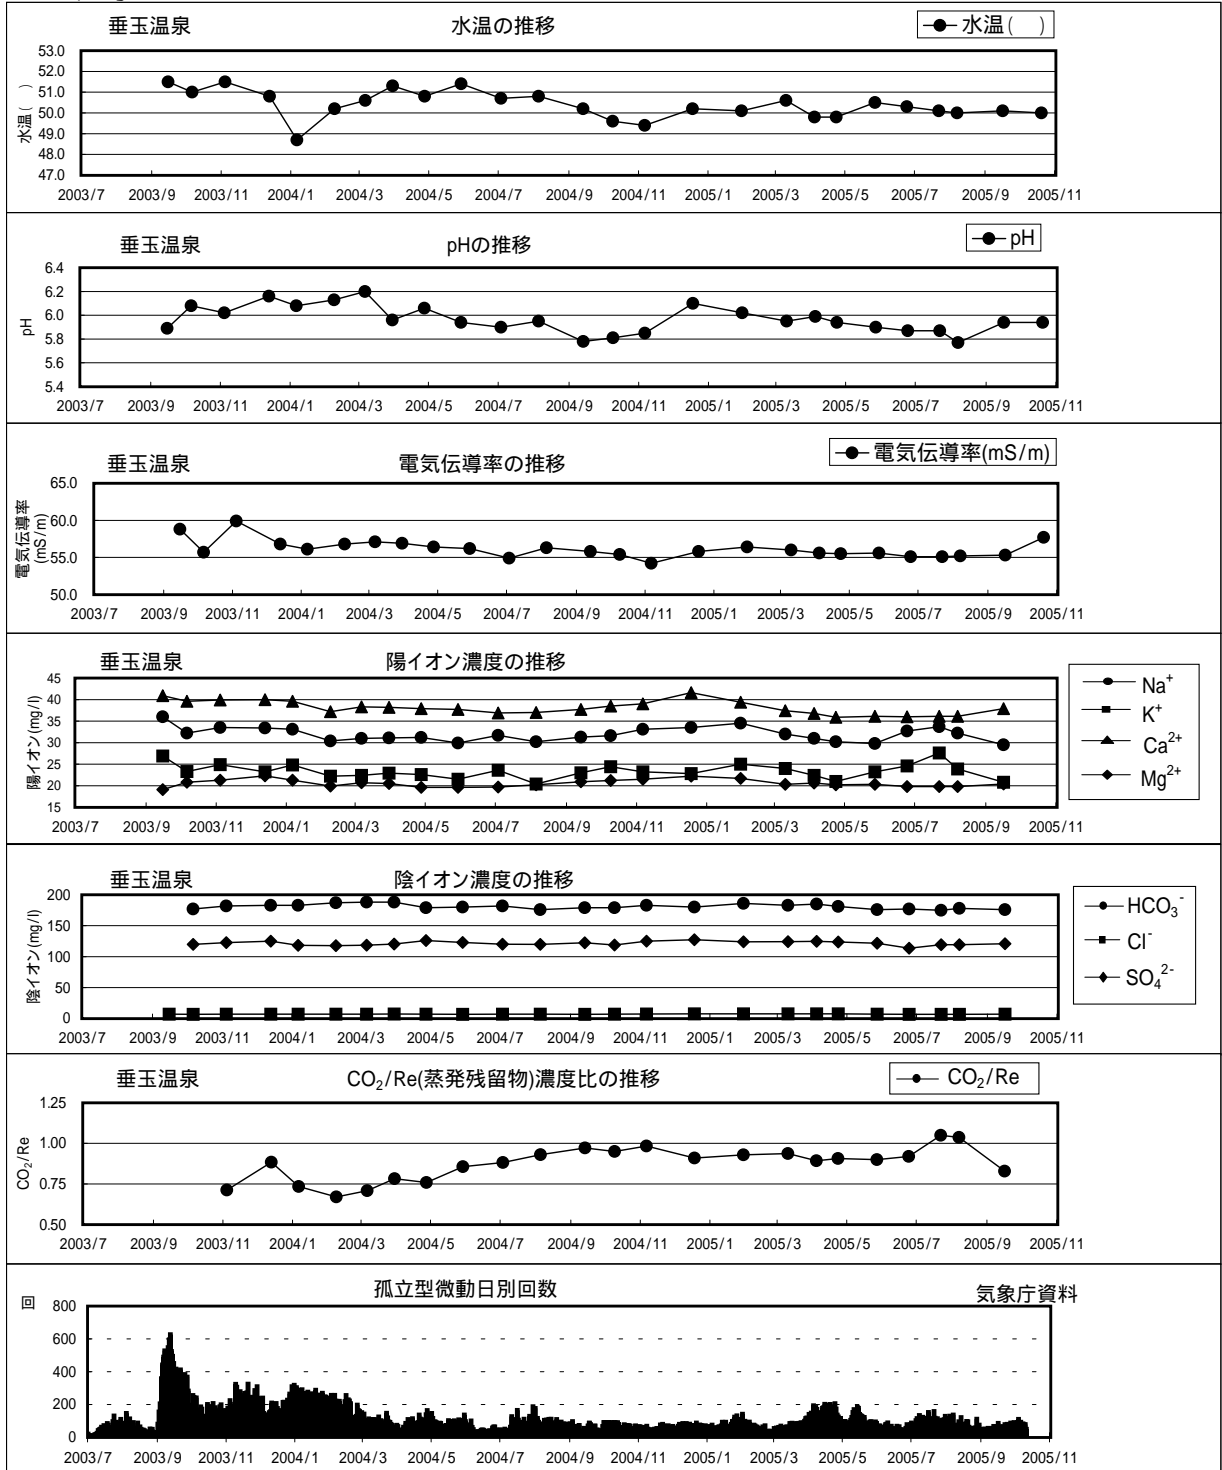 垂玉温泉 水温の推移 水温( )
水温( )
53.0
52.0
51.0
50.0
49.0
48.0
47.0
2003/7 2003/9 2003/11 2004/1 2004/3 2004/5 2004/7 2004/9 2004/11 2005/1 2005/3 2005/5 2005/7 2005/9 2005/11
垂玉温泉 pHの推移 pH
pH
6.4
6.2
6.0
5.8
5.6
5.4
2003/7 2003/9 2003/11 2004/1 2004/3 2004/5 2004/7 2004/9 2004/11 2005/1 2005/3 2005/5 2005/7 2005/9 2005/11
垂玉温泉 電気伝導率の推移 電気伝導率(mS/m)
電気伝導率
(mS/m)
65.0
60.0
55.0
50.0
2003/7 2003/9 2003/11 2004/1 2004/3 2004/5 2004/7 2004/9 2004/11 2005/1 2005/3 2005/5 2005/7 2005/9 2005/11
垂玉温泉 陽イオン濃度の推移
陽イオン(mg/l)
45
40
35
30
25
20
15
2003/7 2003/9 2003/11 2004/1 2004/3 2004/5 2004/7 2004/9 2004/11 2005/1 2005/3 2005/5 2005/7 2005/9 2005/11
Na⁺
K⁺
Ca²⁺
Mg²⁺
垂玉温泉 陰イオン濃度の推移
陰イオン(mg/l)
200
150
100
50
0
2003/7 2003/9 2003/11 2004/1 2004/3 2004/5 2004/7 2004/9 2004/11 2005/1 2005/3 2005/5 2005/7 2005/9 2005/11
HCO₃⁻
Cl⁻
SO₄²⁻
垂玉温泉 CO₂/Re(蒸発残留物)濃度比の推移 CO₂/Re
CO₂/Re
1.25
1.00
0.75
0.50
2003/7 2003/9 2003/11 2004/1 2004/3 2004/5 2004/7 2004/9 2004/11 2005/1 2005/3 2005/5 2005/7 2005/9 2005/11
孤立型微動日別回数 気象庁資料
回
800
600
400
200
0
2003/7 2003/9 2003/11 2004/1 2004/3 2004/5 2004/7 2004/9 2004/11 2005/1 2005/3 2005/5 2005/7 2005/9 2005/11